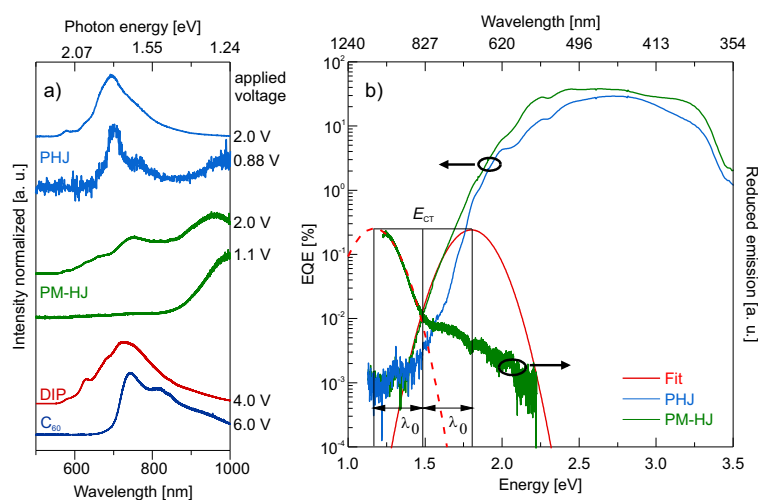 Photon energy [eV]
2.07 1.55 1.24
a)
applied
voltage
2.0 V
PHJ
0.88 V
2.0 V
1.1 V
PM-HJ
DIP
4.0 V
C60
6.0 V
Intensity normalized [a. u.]
600 800 1000
Wavelength [nm]
Wavelength [nm]
1240 827 620 496 413 354
b)
10^2
10^1
10^0
10^-1
10^-2
10^-3
10^-4
EQE [%]
Reduced emission [a. u.]
E_CT
λ0 λ0
Fit
PHJ
PM-HJ
1.0 1.5 2.0 2.5 3.0 3.5
Energy [eV]